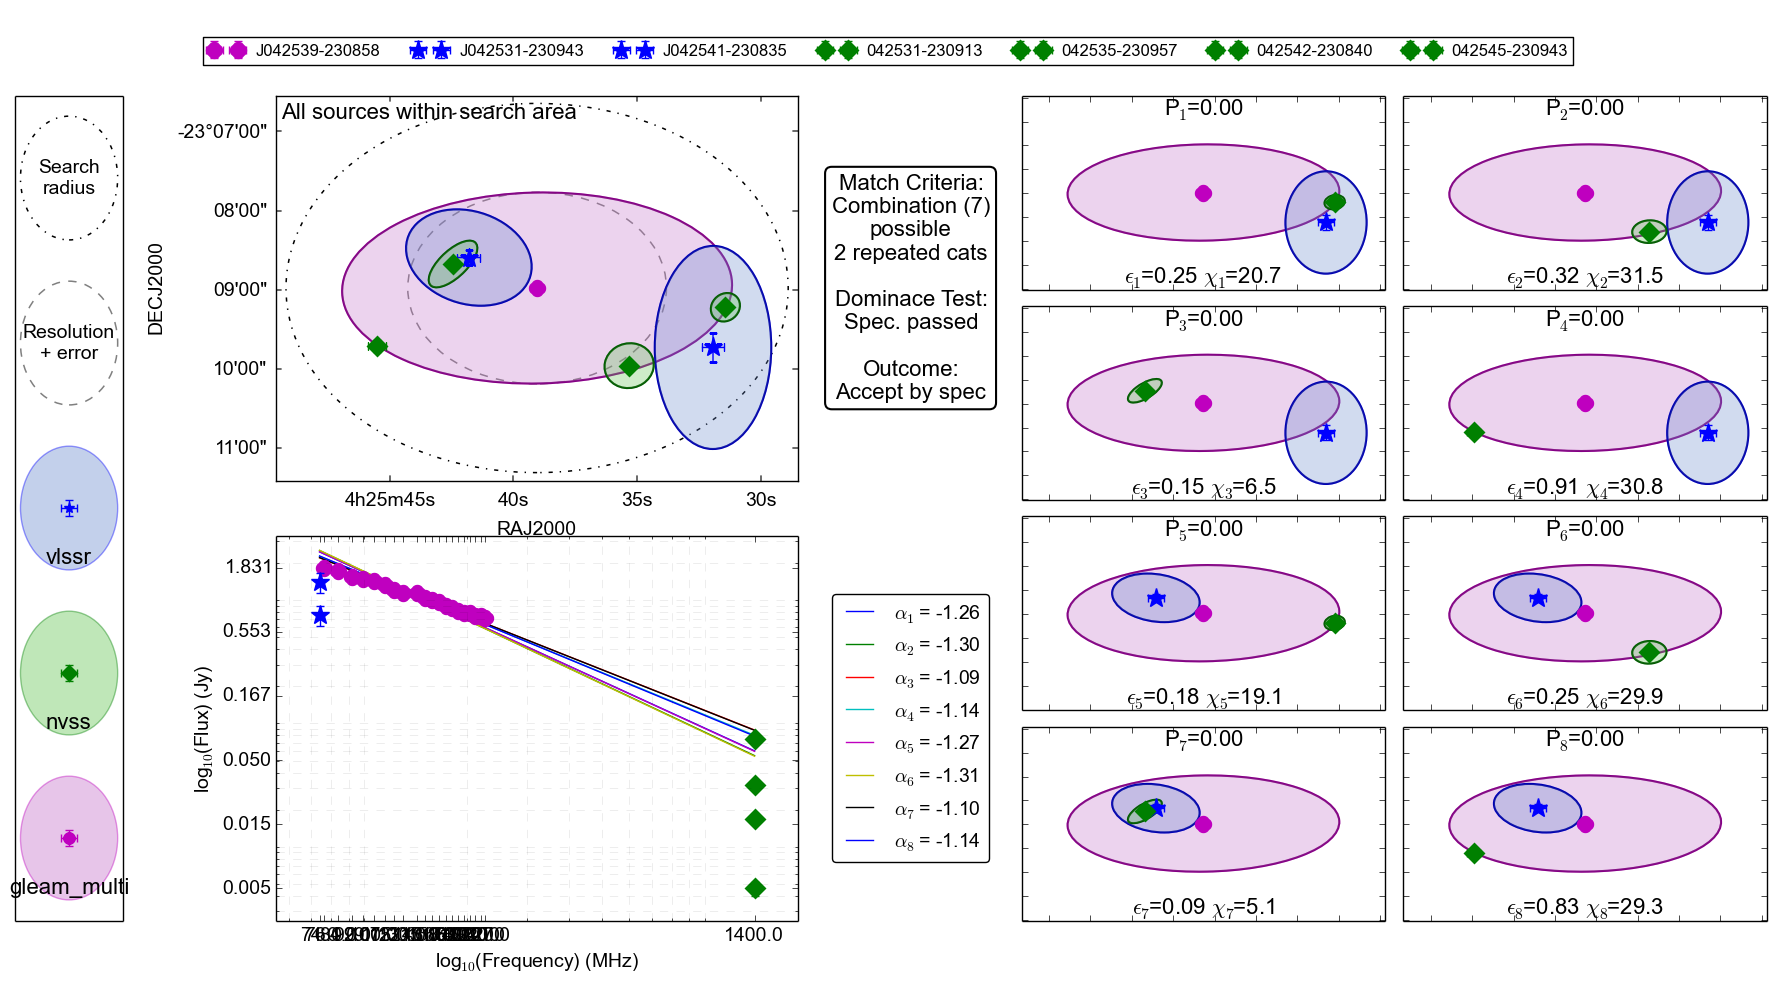 J042539-230858 J042531-230943 J042541-230835 042531-230913 042535-230957 042542-230840 042545-230943
Search
radius
Resolution
+ error
vlssr
nvss
gleam_multi
All sources within search area
-23°07'00"
08'00"
09'00"
10'00"
11'00"
DECJ2000
4h25m45s 40s 35s 30s
RAJ2000
Match Criteria:
Combination (7)
possible
2 repeated cats
Dominace Test:
Spec. passed
Outcome:
Accept by spec
1.831
0.553
0.167
0.050
0.015
0.005
log10(Flux) (Jy)
1400.0
log10(Frequency) (MHz)
α1 = -1.26
α2 = -1.30
α3 = -1.09
α4 = -1.14
α5 = -1.27
α6 = -1.31
α7 = -1.10
α8 = -1.14
P1=0.00
ϵ1=0.25 χ1=20.7
P2=0.00
ϵ2=0.32 χ2=31.5
P3=0.00
ϵ3=0.15 χ3=6.5
P4=0.00
ϵ4=0.91 χ4=30.8
P5=0.00
ϵ5=0.18 χ5=19.1
P6=0.00
ϵ6=0.25 χ6=29.9
P7=0.00
ϵ7=0.09 χ7=5.1
P8=0.00
ϵ8=0.83 χ8=29.3